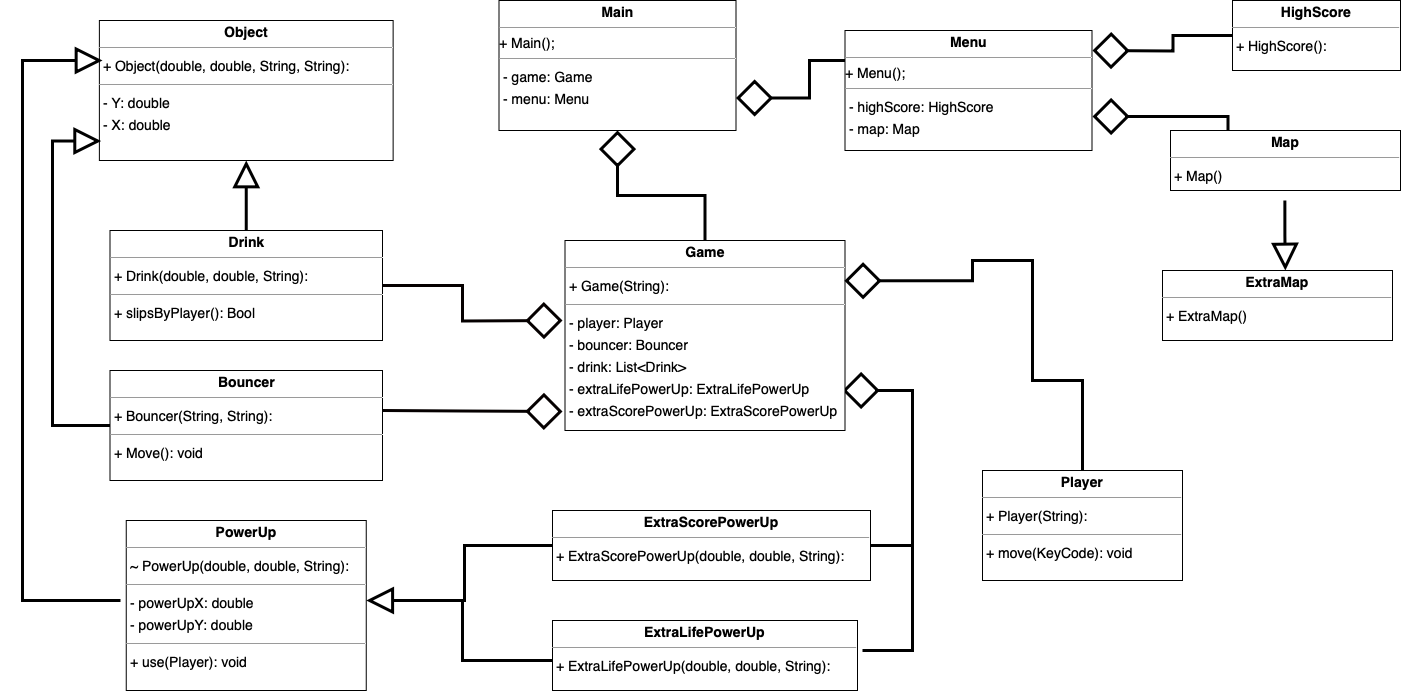 Object
+ Object(double, double, String, String):
- Y: double
- X: double
Main
+ Main();
- game: Game
- menu: Menu
Menu
+ Menu();
- highScore: HighScore
- map: Map
HighScore
+ HighScore():
Map
+ Map()
ExtraMap
+ ExtraMap()
Drink
+ Drink(double, double, String):
+ slipsByPlayer(): Bool
Game
+ Game(String):
- player: Player
- bouncer: Bouncer
- drink: List<Drink>
- extraLifePowerUp: ExtraLifePowerUp
- extraScorePowerUp: ExtraScorePowerUp
Bouncer
+ Bouncer(String, String):
+ Move(): void
Player
+ Player(String):
+ move(KeyCode): void
PowerUp
~ PowerUp(double, double, String):
- powerUpX: double
- powerUpY: double
+ use(Player): void
ExtraScorePowerUp
+ ExtraScorePowerUp(double, double, String):
ExtraLifePowerUp
+ ExtraLifePowerUp(double, double, String):